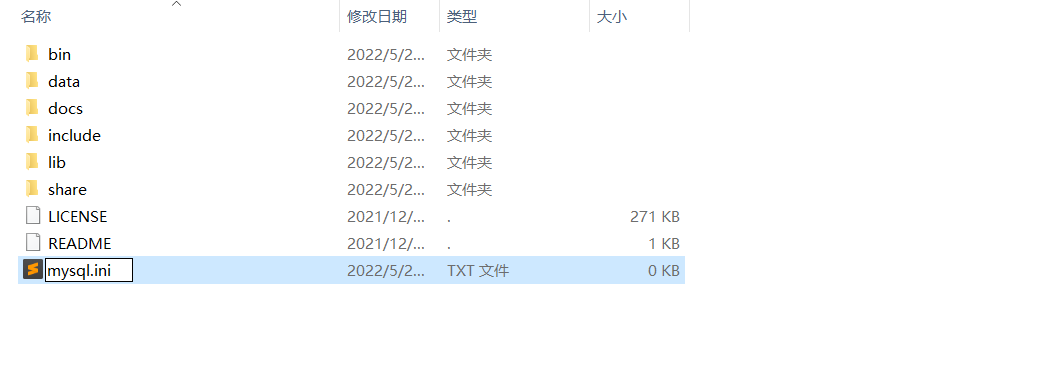 名称 修改日期 类型 大小
bin 2022/5/2... 文件夹
data 2022/5/2... 文件夹
docs 2022/5/2... 文件夹
include 2022/5/2... 文件夹
lib 2022/5/2... 文件夹
share 2022/5/2... 文件夹
LICENSE 2021/12/... . 271 KB
README 2021/12/... . 1 KB
mysql.ini 2022/5/2... TXT 文件 0 KB